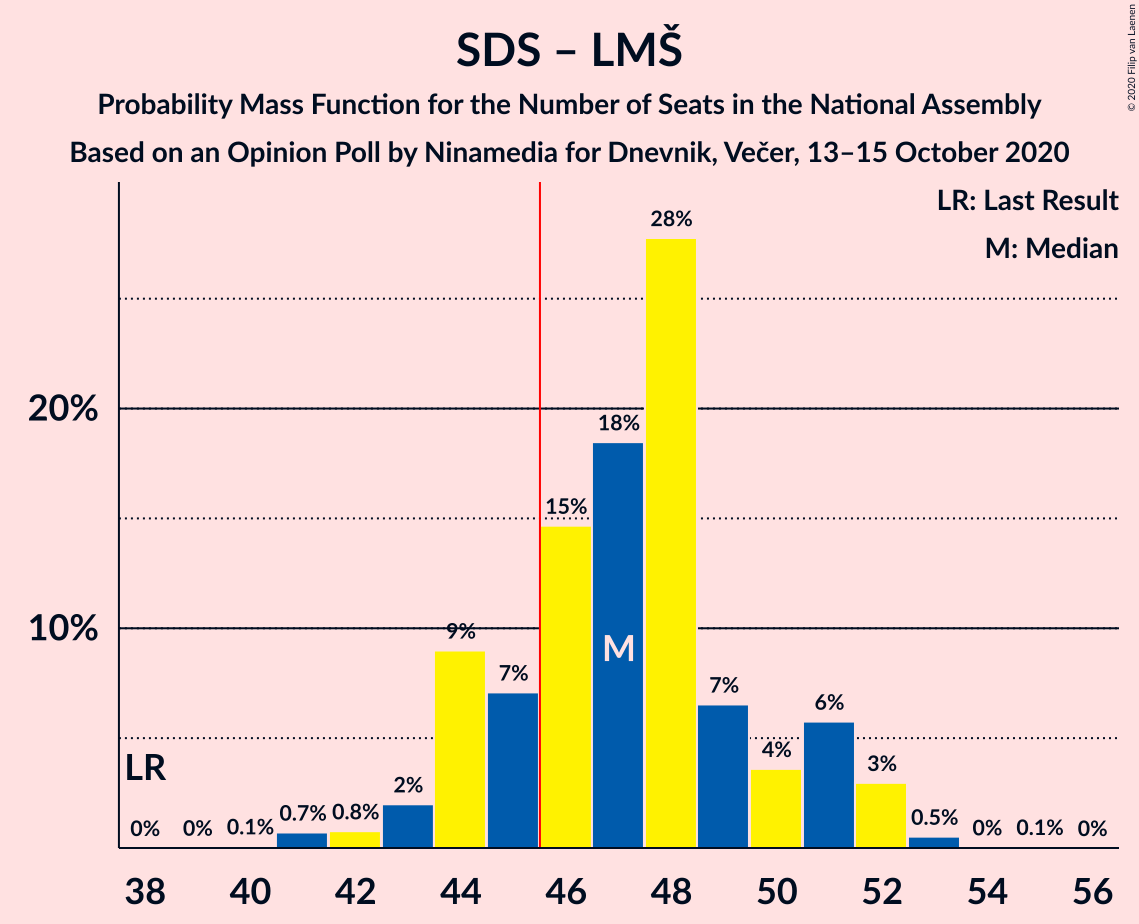 SDS – LMŠ
Probability Mass Function for the Number of Seats in the National Assembly
Based on an Opinion Poll by Ninamedia for Dnevnik, Večer, 13–15 October 2020
© 2020 Filip van Laenen
LR: Last Result
M: Median
28%
20%
18%
15%
10%
9%
M
7%
7%
6%
4%
LR
3%
2%
0% 0% 0.1% 0.7% 0.8% 0.5% 0% 0.1% 0%
38 40 42 44 46 48 50 52 54 56